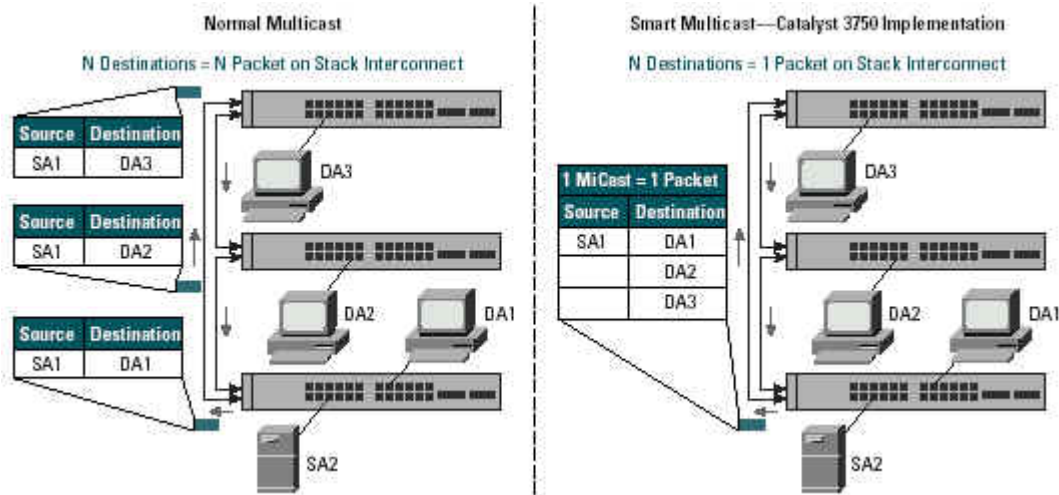 Normal Multicast
N Destinations = N Packet on Stack Interconnect
Source Destination
SA1 DA3
DA3
Source Destination
SA1 DA2
DA2
DA1
Source Destination
SA1 DA1
SA2
Smart Multicast—Catalyst 3750 Implementation
N Destinations = 1 Packet on Stack Interconnect
DA3
1 MiCast = 1 Packet
Source Destination
SA1 DA1
DA2
DA3
DA2
DA1
SA2